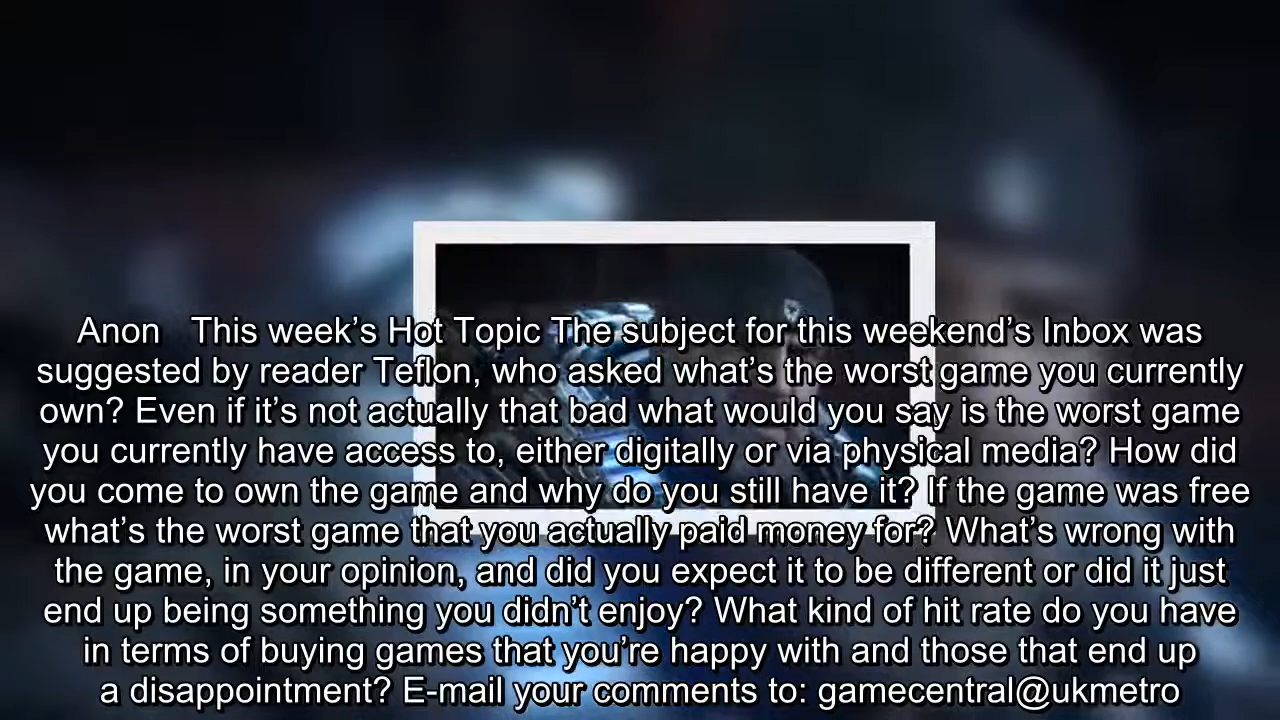 Anon   This week’s Hot Topic The subject for this weekend’s Inbox was
suggested by reader Teflon, who asked what’s the worst game you currently
own? Even if it’s not actually that bad what would you say is the worst game
you currently have access to, either digitally or via physical media? How did
you come to own the game and why do you still have it? If the game was free
what’s the worst game that you actually paid money for? What’s wrong with
the game, in your opinion, and did you expect it to be different or did it just
end up being something you didn’t enjoy? What kind of hit rate do you have
in terms of buying games that you’re happy with and those that end up
a disappointment? E-mail your comments to: gamecentral@ukmetro